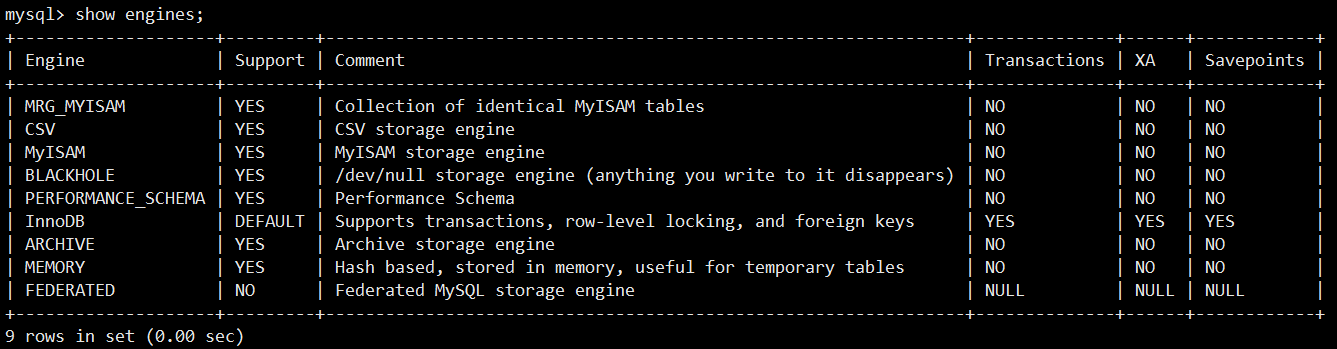 mysql> show engines;
+--------------------+---------+----------------------------------------------------------------+--------------+------+------------+
| Engine             | Support | Comment                                                        | Transactions | XA   | Savepoints |
+--------------------+---------+----------------------------------------------------------------+--------------+------+------------+
| MRG_MYISAM         | YES     | Collection of identical MyISAM tables                          | NO           | NO   | NO         |
| CSV                | YES     | CSV storage engine                                             | NO           | NO   | NO         |
| MyISAM             | YES     | MyISAM storage engine                                          | NO           | NO   | NO         |
| BLACKHOLE          | YES     | /dev/null storage engine (anything you write to it disappears) | NO           | NO   | NO         |
| PERFORMANCE_SCHEMA | YES     | Performance Schema                                             | NO           | NO   | NO         |
| InnoDB             | DEFAULT | Supports transactions, row-level locking, and foreign keys     | YES          | YES  | YES        |
| ARCHIVE            | YES     | Archive storage engine                                         | NO           | NO   | NO         |
| MEMORY             | YES     | Hash based, stored in memory, useful for temporary tables      | NO           | NO   | NO         |
| FEDERATED          | NO      | Federated MySQL storage engine                                 | NULL         | NULL | NULL       |
+--------------------+---------+----------------------------------------------------------------+--------------+------+------------+
9 rows in set (0.00 sec)